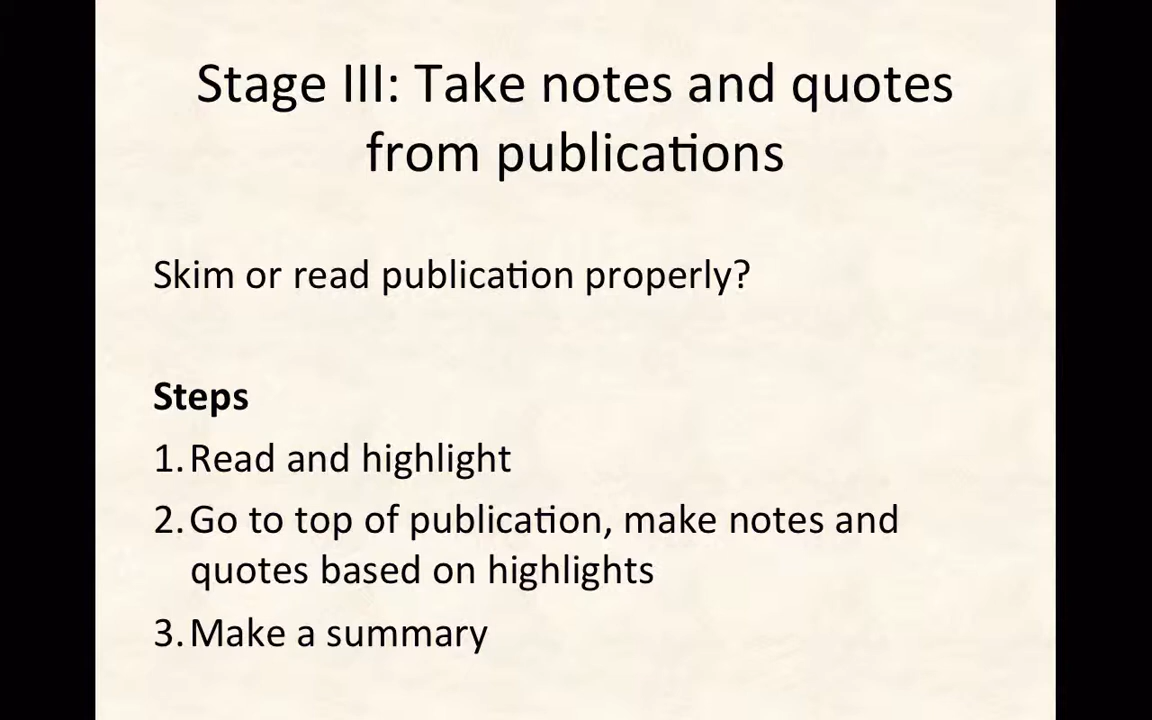 Stage III: Take notes and quotes
from publications
Skim or read publication properly?
Steps
1. Read and highlight
2. Go to top of publication, make notes and
quotes based on highlights
3. Make a summary